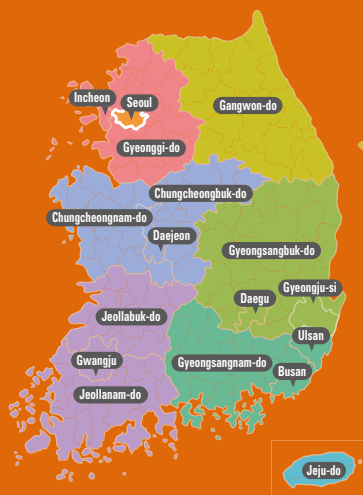 Incheon
Seoul
Gangwon-do
Gyeonggi-do
Chungcheongbuk-do
Chungcheongnam-do
Daejeon
Gyeongsangbuk-do
Gyeongju-si
Daegu
Jeollabuk-do
Ulsan
Gwangju
Gyeongsangnam-do
Busan
Jeollanam-do
Jeju-do